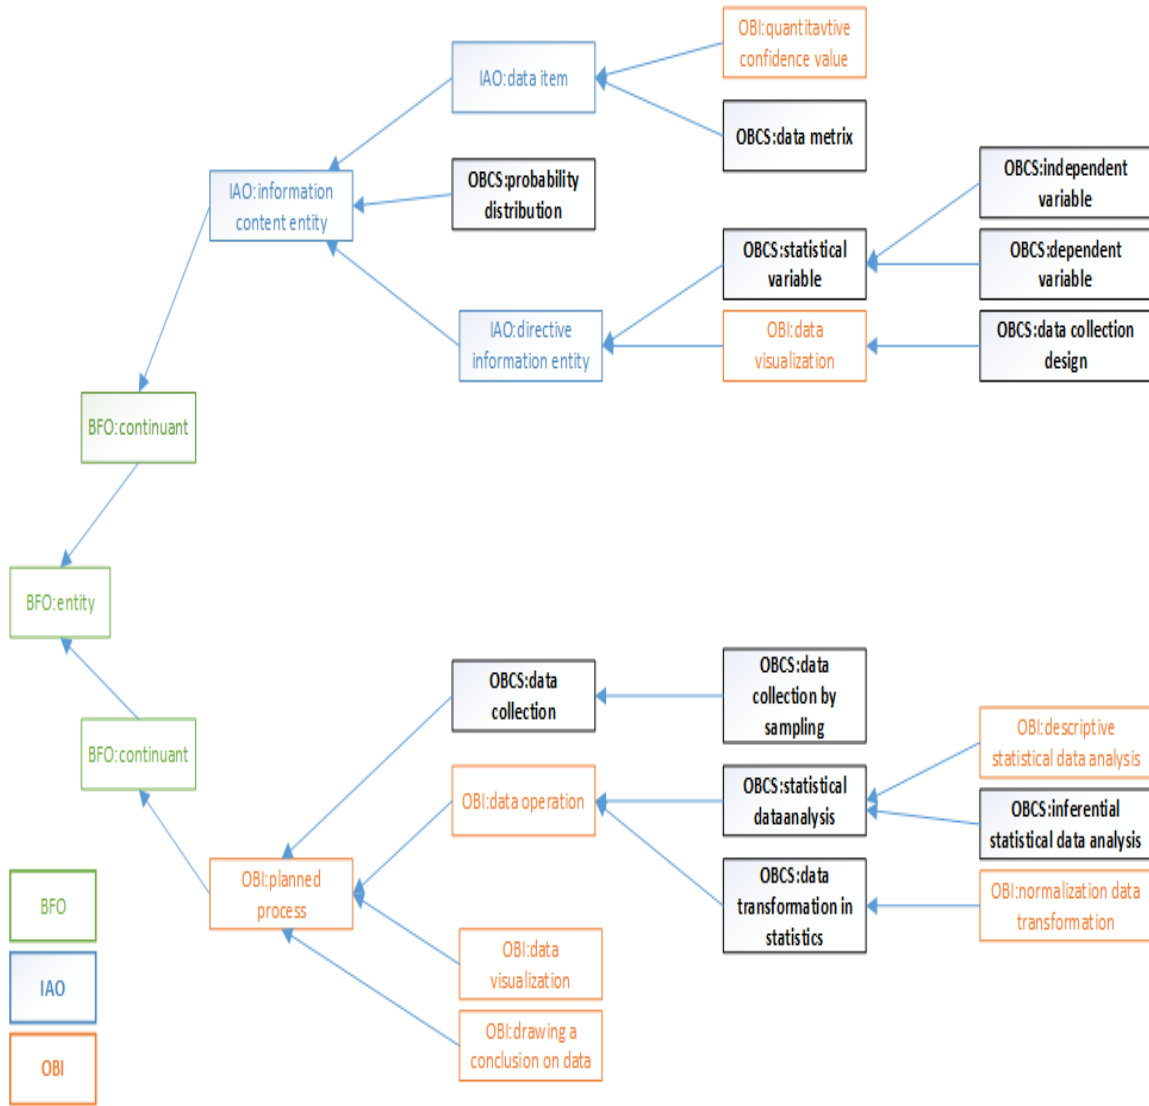 OBI:quantitavtive
confidence value
IAO:data item
OBCS:data metrix
OBCS:probability
distribution
IAO:information
content entity
OBCS:independent
variable
OBCS:statistical
variable
OBCS:dependent
variable
IAO:directive
information entity
OBI:data
visualization
OBCS:data collection
design
BFO:continuant
BFO:entity
BFO:continuant
OBCS:data
collection
OBCS:data
collection by
sampling
OBI:descriptive
statistical data analysis
OBI:data operation
OBCS:statistical
dataanalysis
OBCS:inferential
statistical data analysis
OBI:planned
process
OBCS:data
transformation in
statistics
OBI:normalization data
transformation
OBI:data
visualization
OBI:drawing a
conclusion on data
BFO
IAO
OBI